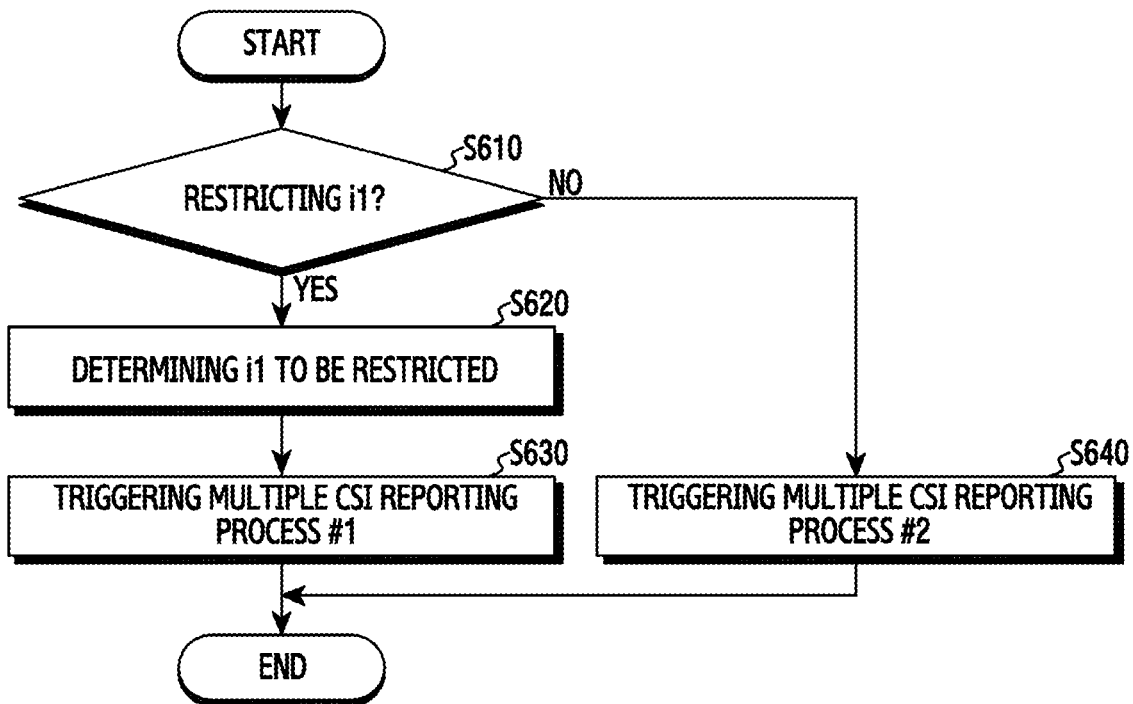 START
S610
RESTRICTING i1?
NO
YES
S620
DETERMINING i1 TO BE RESTRICTED
S630
TRIGGERING MULTIPLE CSI REPORTING
PROCESS #1
S640
TRIGGERING MULTIPLE CSI REPORTING
PROCESS #2
END